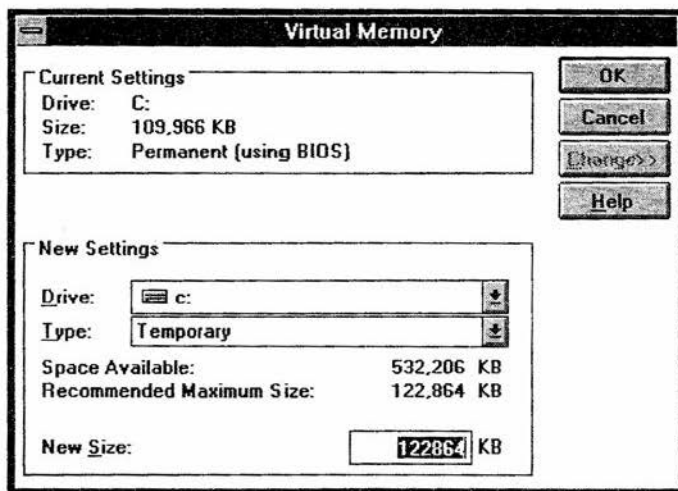 Virtual Memory
Current Settings
Drive: C:
Size: 109,966 KB
Type: Permanent (using BIOS)
OK
Cancel
Change>>
Help
New Settings
Drive: c:
Type: Temporary
Space Available: 532,206 KB
Recommended Maximum Size: 122,864 KB
New Size: 122864 KB